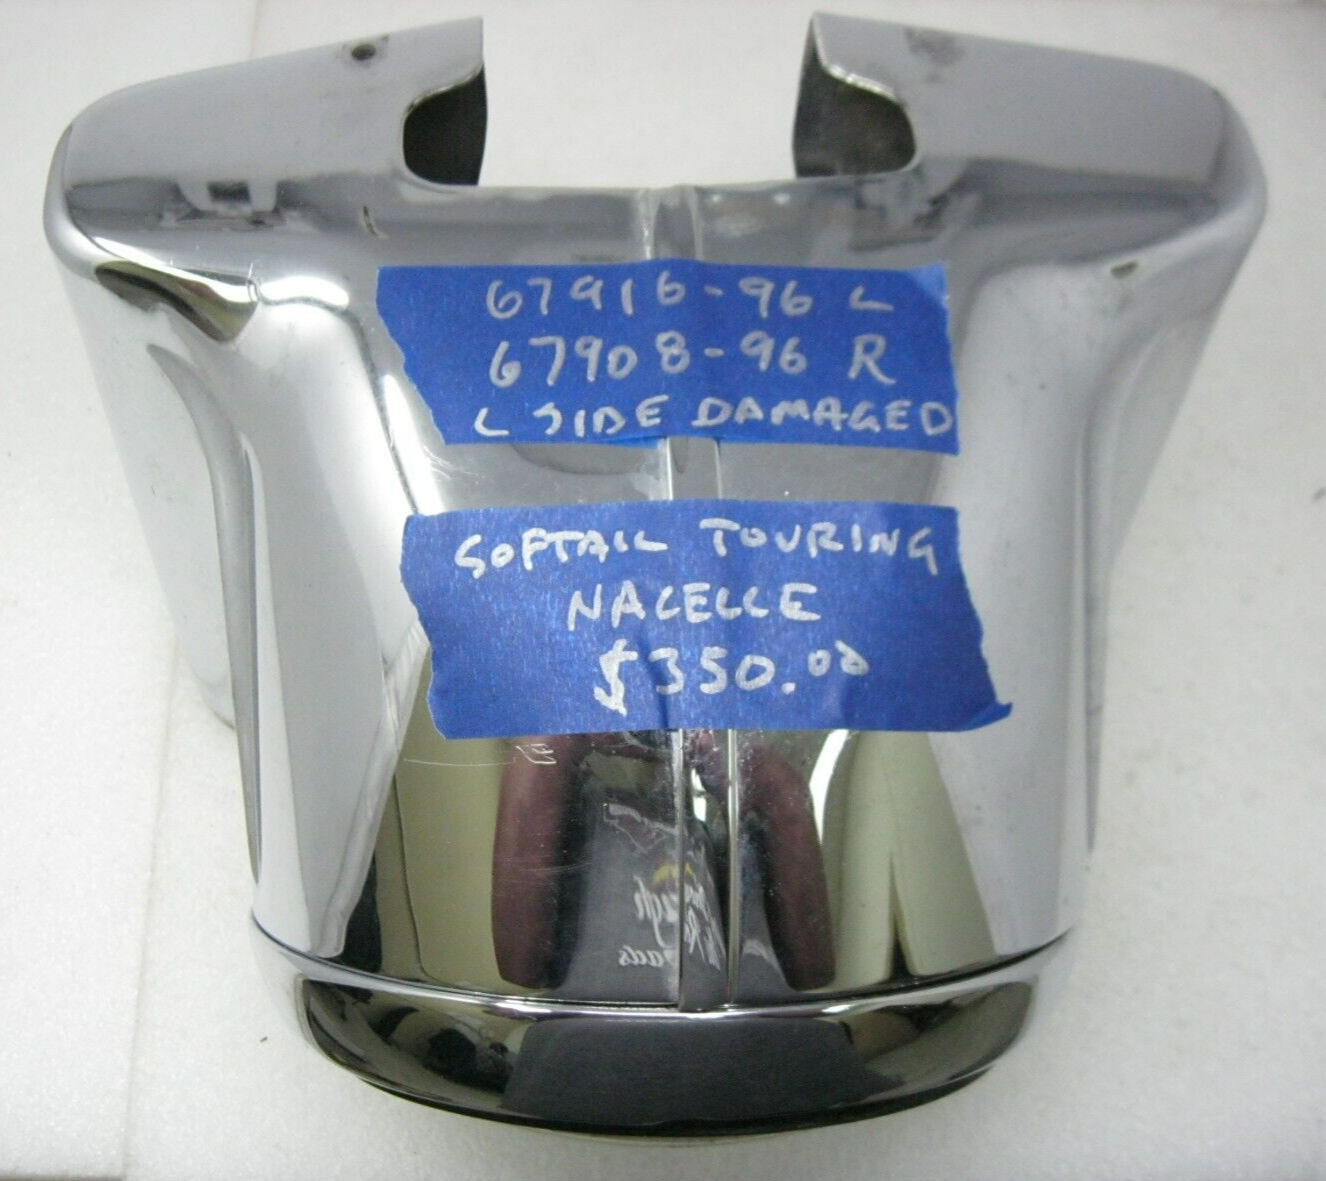 67916-96 L
67908-96 R
L SIDE DAMAGED
SOFTAIL TOURING
NACELLE
$350.00